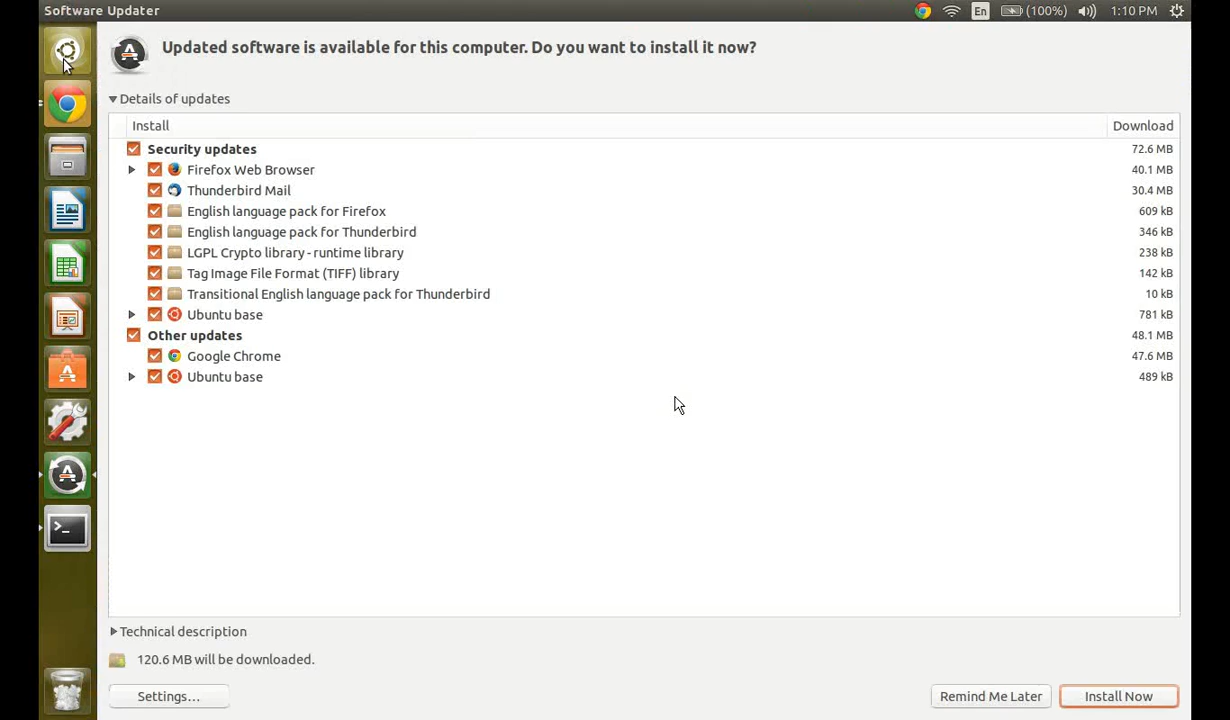 Software Updater
En (100%) 1:10 PM
Updated software is available for this computer. Do you want to install it now?
Details of updates
Install Download
Security updates 72.6 MB
Firefox Web Browser 40.1 MB
Thunderbird Mail 30.4 MB
English language pack for Firefox 609 kB
English language pack for Thunderbird 346 kB
LGPL Crypto library - runtime library 238 kB
Tag Image File Format (TIFF) library 142 kB
Transitional English language pack for Thunderbird 10 kB
Ubuntu base 781 kB
Other updates 48.1 MB
Google Chrome 47.6 MB
Ubuntu base 489 kB
Technical description
120.6 MB will be downloaded.
Settings... Remind Me Later Install Now